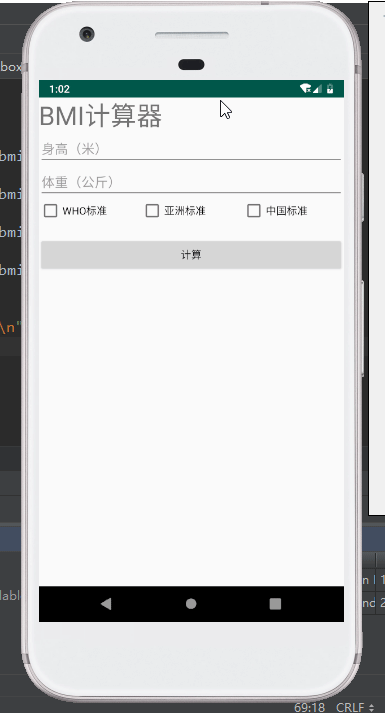 1:02
box
BMI计算器
身高（米）
bmi
体重（公斤）
bmi
WHO标准 亚洲标准 中国标准
bmi
计算
bmi
\n"
n 1
lable
nd 2
69:18 CRLF